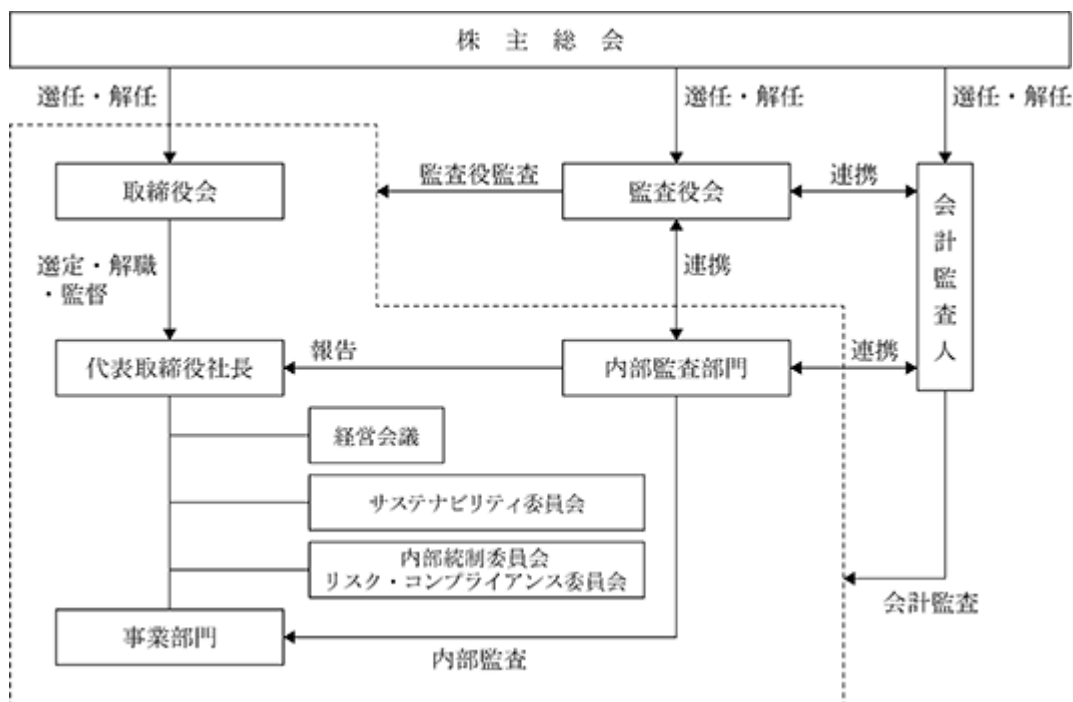 株主総会
選任・解任
選任・解任
選任・解任
取締役会
監査役監査
監査役会
連携
会計監査人
選定・解職
・監督
連携
代表取締役社長
報告
内部監査部門
連携
経営会議
サステナビリティ委員会
内部統制委員会
リスク・コンプライアンス委員会
会計監査
事業部門
内部監査